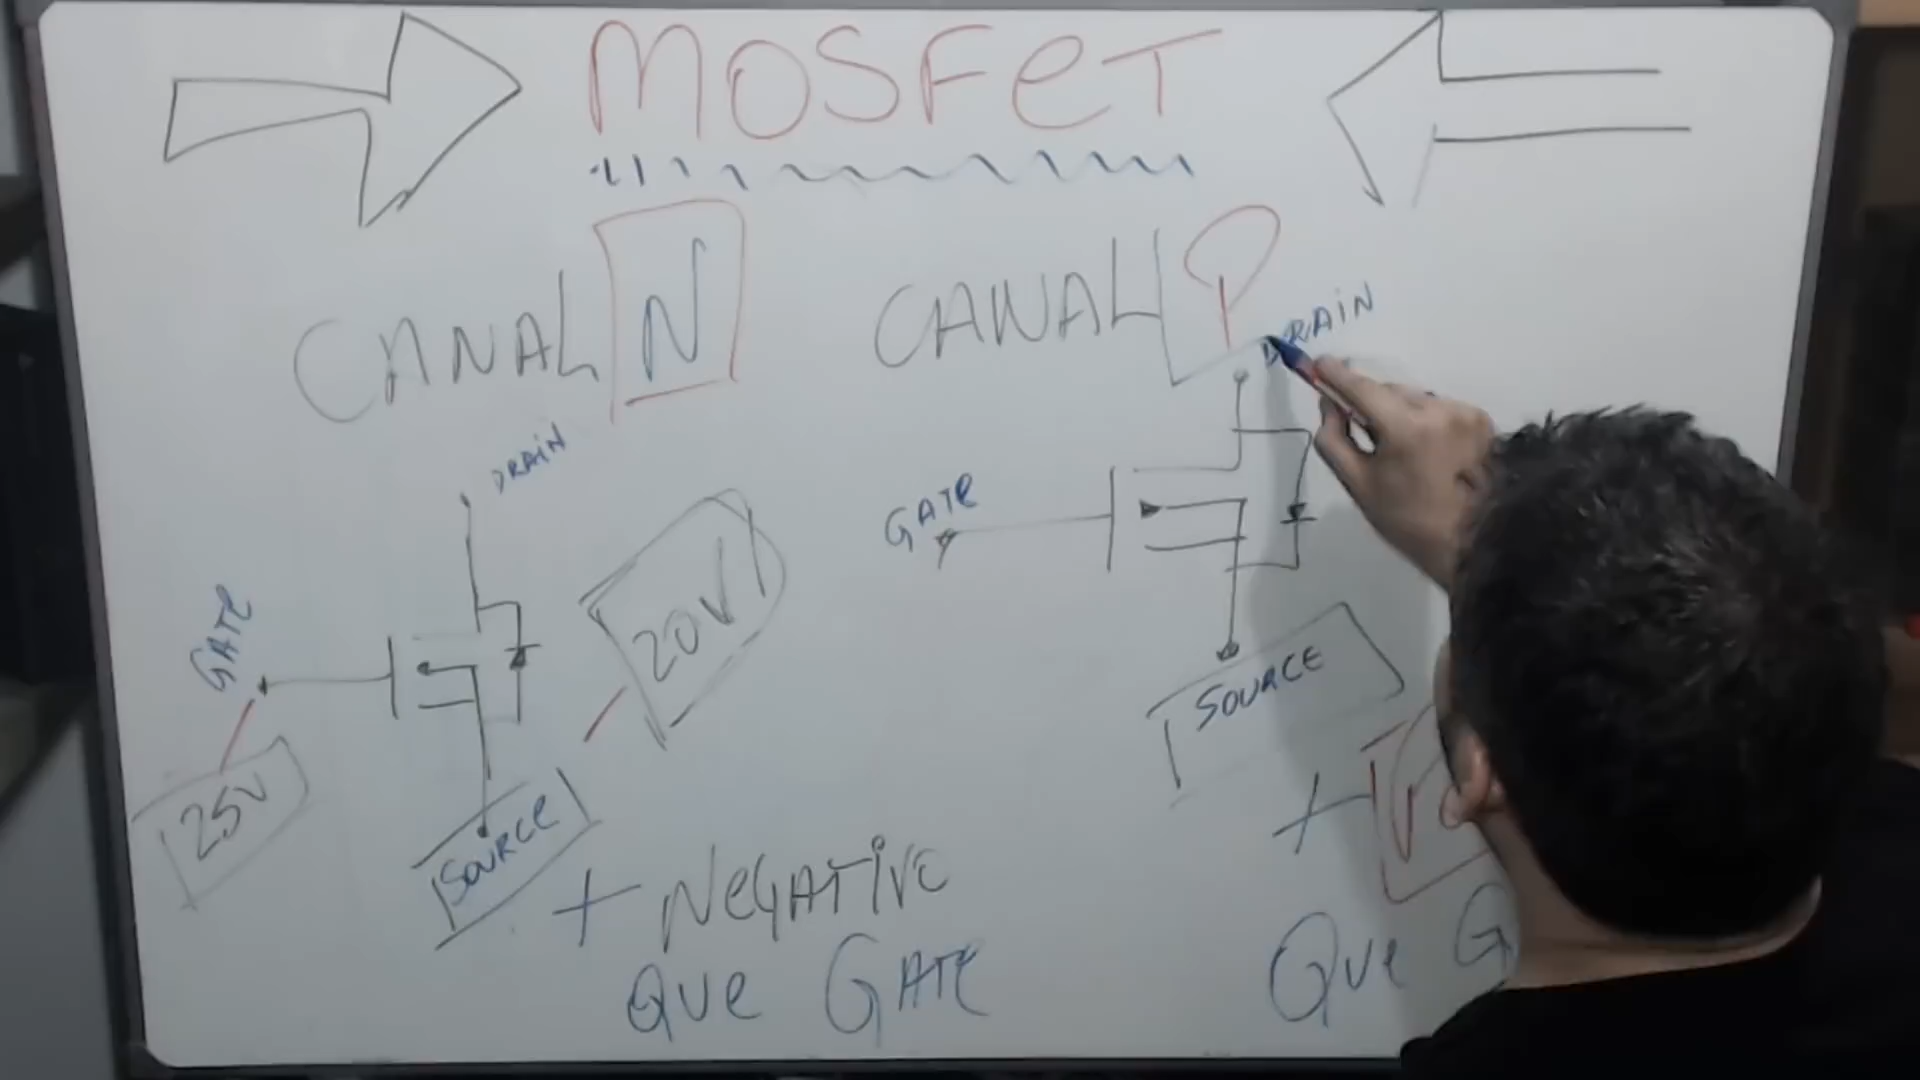 MOSFET
CANAL N
CANAL P
DRAIN
GATE
25V
SOURCE
20V
+ NEGATIVE
QUE GATE
DRAIN
GATE
SOURCE
+
QUE G